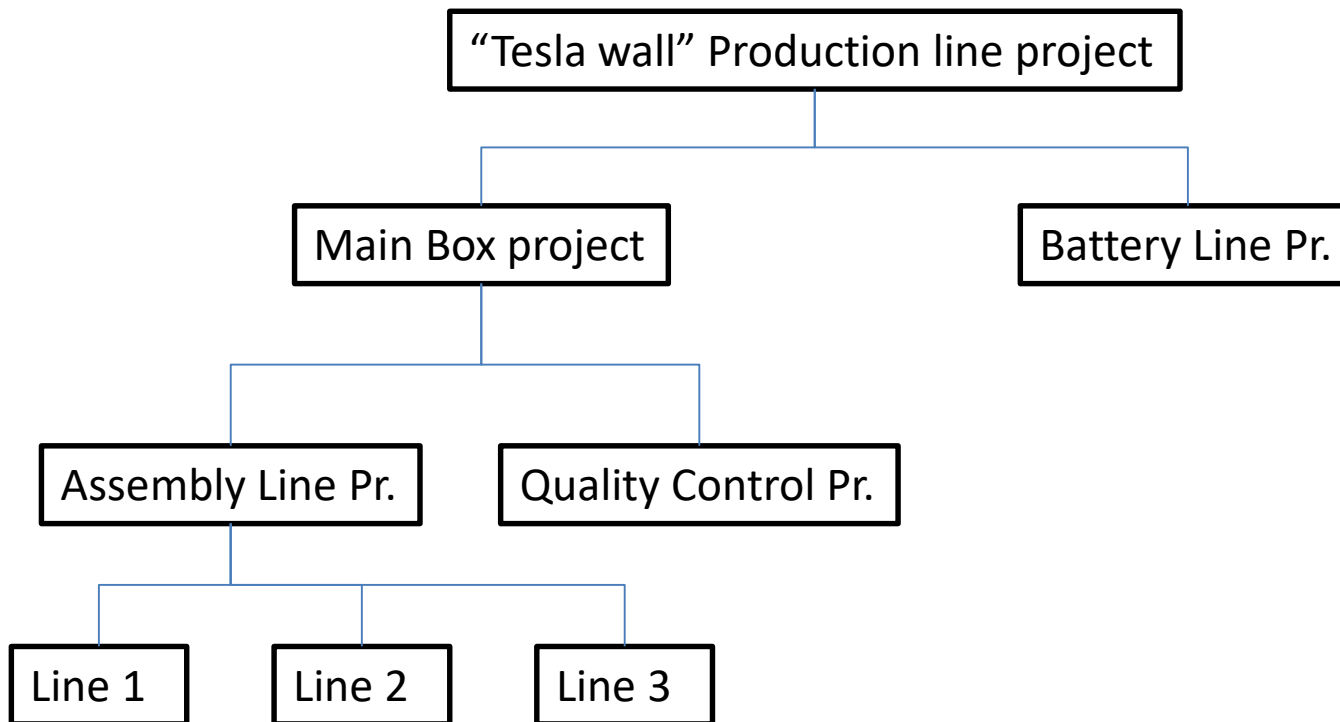 “Tesla wall” Production line project
Main Box project
Battery Line Pr.
Assembly Line Pr.
Quality Control Pr.
Line 1
Line 2
Line 3